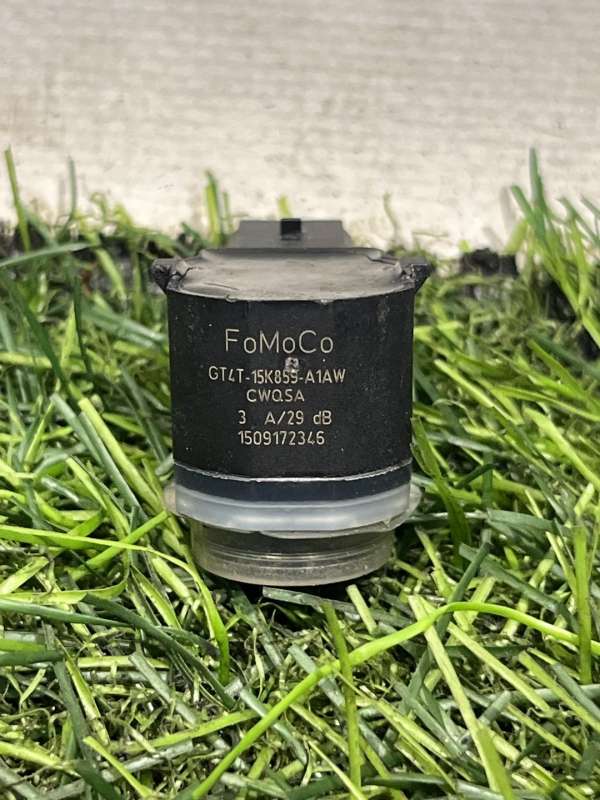 FoMoCo
GT4T-15K859-A1AW
CWQSA
3 A/29 dB
1509172346